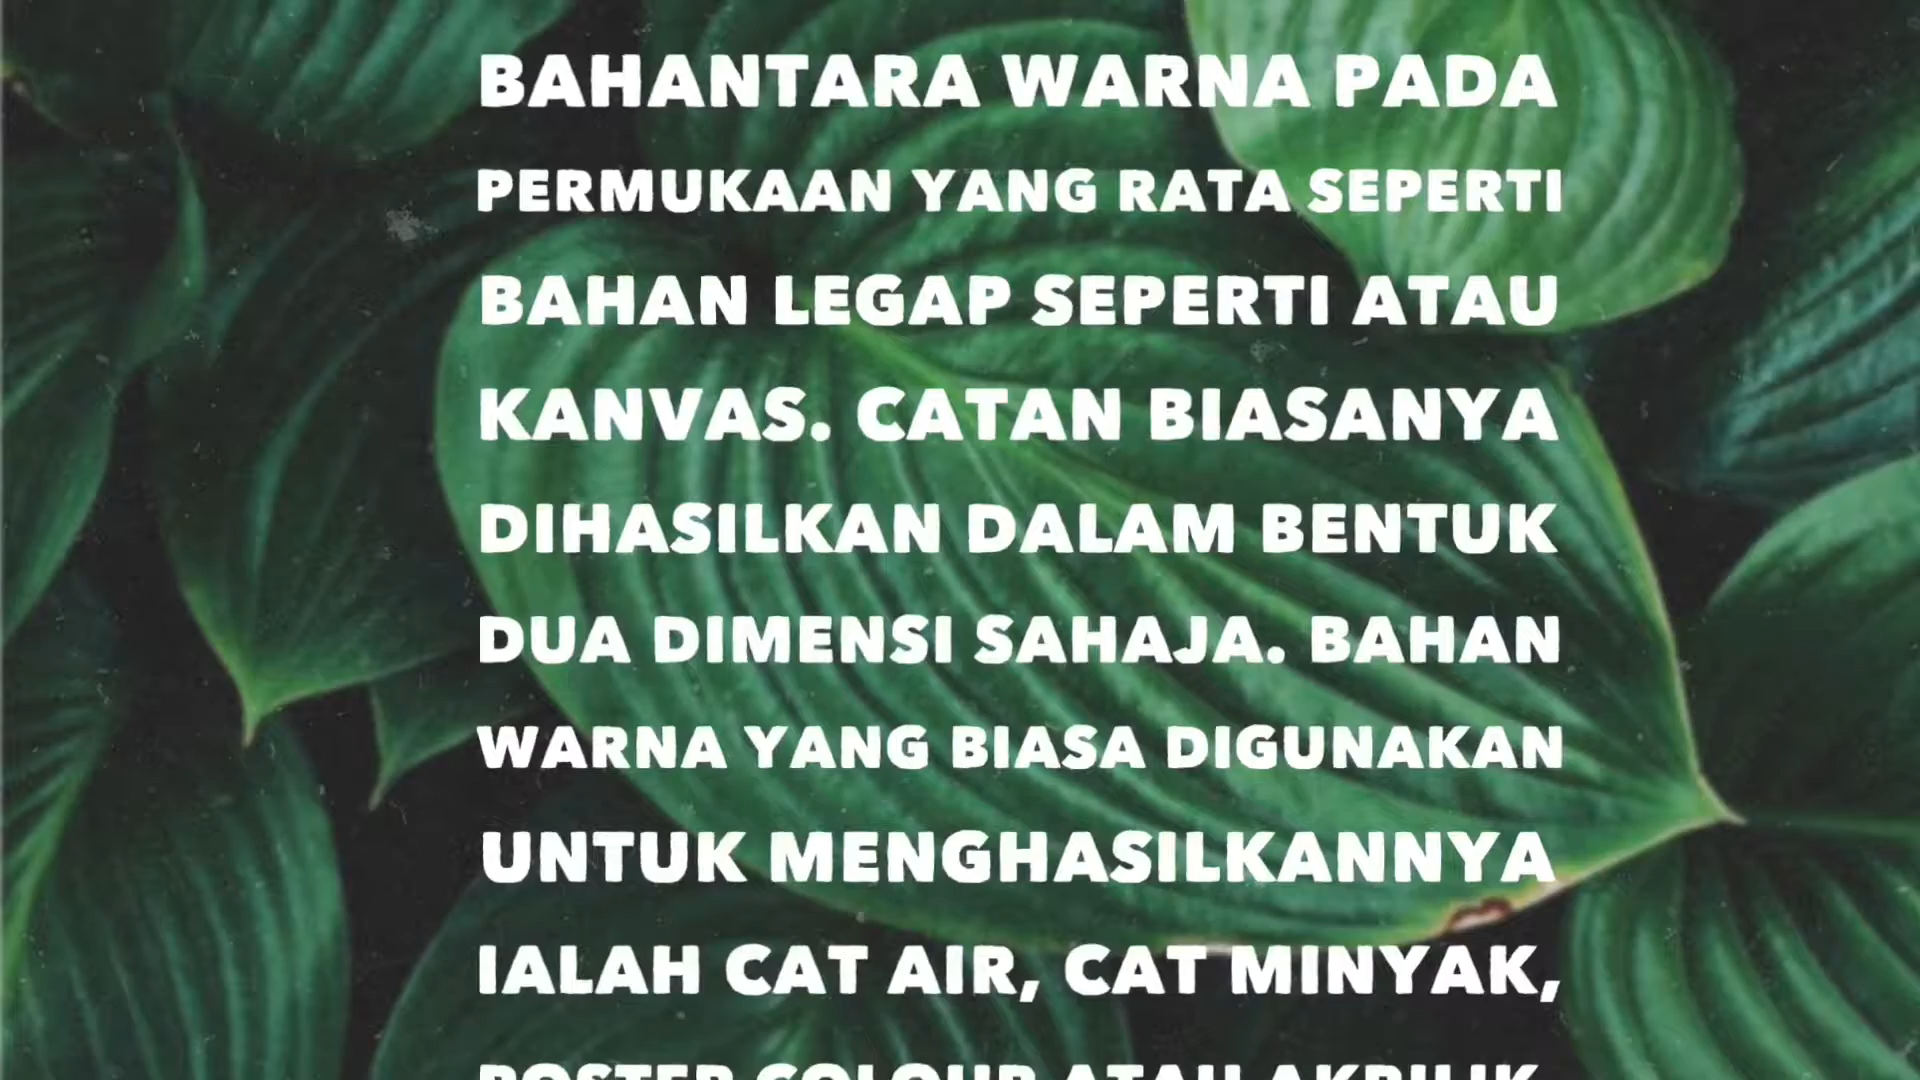 BAHANTARA WARNA PADA
PERMUKAAN YANG RATA SEPERTI
BAHAN LEGAP SEPERTI ATAU
KANVAS. CATAN BIASANYA
DIHASILKAN DALAM BENTUK
DUA DIMENSI SAHAJA. BAHAN
WARNA YANG BIASA DIGUNAKAN
UNTUK MENGHASILKANNYA
IALAH CAT AIR, CAT MINYAK,
POSTER COLOUR ATAU AKRILIK.